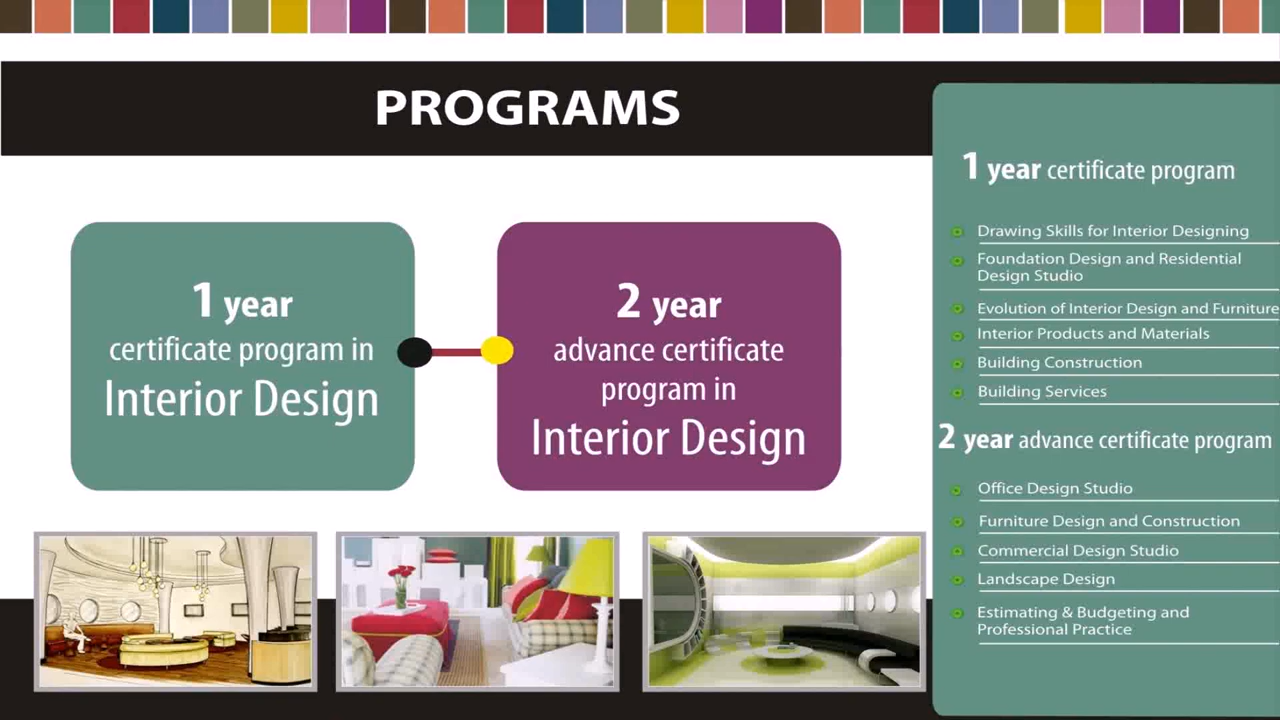 PROGRAMS
1 year
certificate program in
Interior Design
2 year
advance certificate
program in
Interior Design
1 year certificate program
Drawing Skills for Interior Designing
Foundation Design and Residential
Design Studio
Evolution of Interior Design and Furniture
Interior Products and Materials
Building Construction
Building Services
2 year advance certificate program
Office Design Studio
Furniture Design and Construction
Commercial Design Studio
Landscape Design
Estimating & Budgeting and
Professional Practice